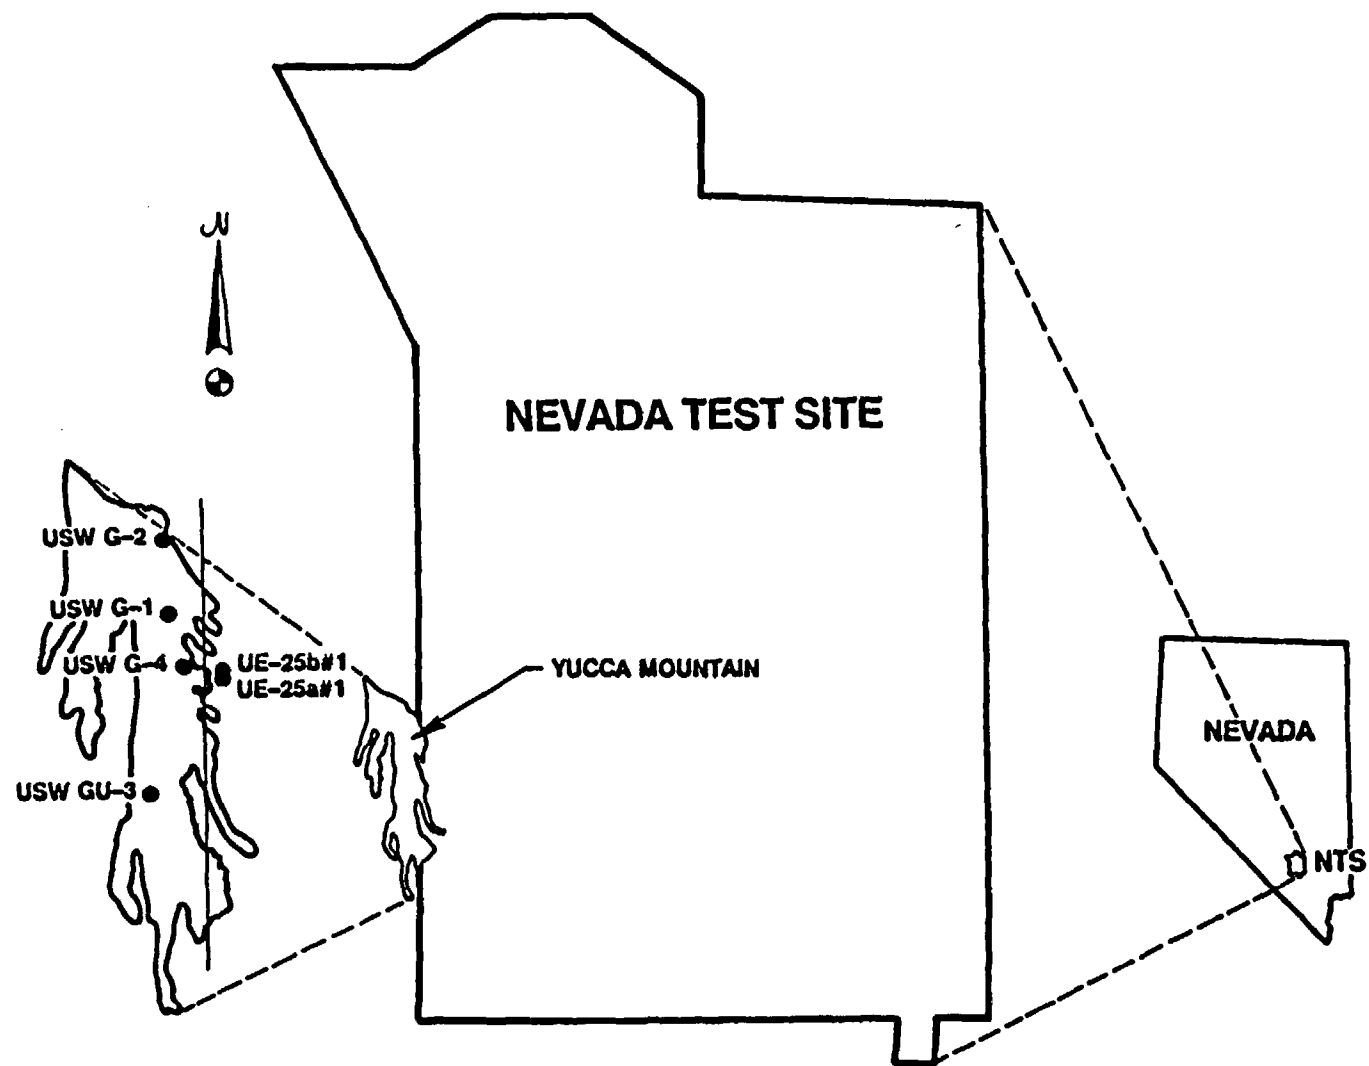 N
NEVADA TEST SITE
USW G-2
USW G-1
USW G-4
UE-25b#1
UE-25a#1
YUCCA MOUNTAIN
NEVADA
USW GU-3
NTS